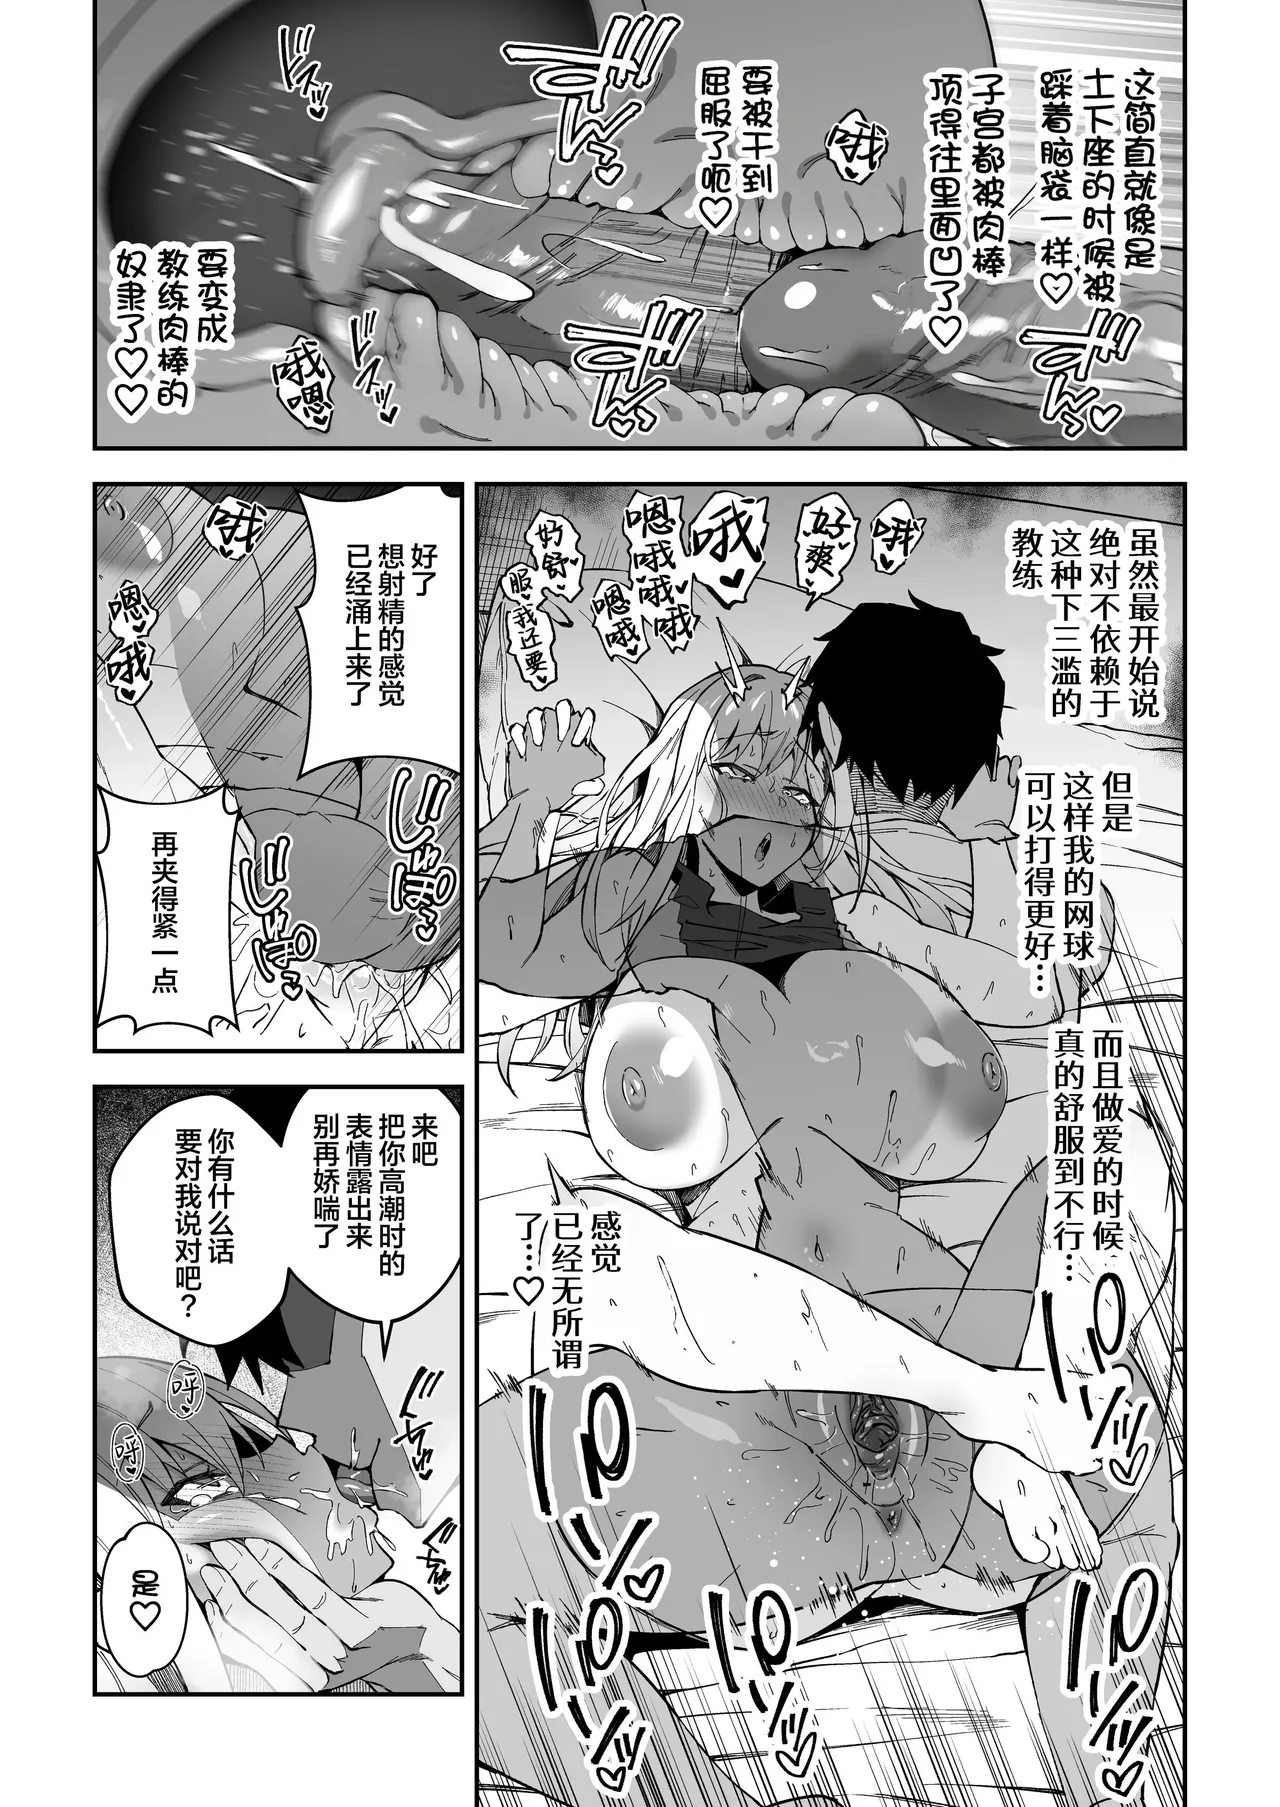 这简直就像是
土下座的时候被
踩着脑袋一样♡
子宫都被肉棒
顶得往里面凹了♡
要被干到
屈服了呃♡
哦♡
要变成
教练肉棒的
奴隶了♡♡
哦
嗯♡
虽然最开始说
绝对不依赖于
这种下三滥的
教练
哦♡
好
爽♡
哦♡
嗯
哦
哦
哦♡
嗯
哦♡
好舒
服♡我还要
但是
这样我的网球
可以打得更好…
而且做爱的时候
真的舒服到不行…
感觉
已经无所谓
了…♡
好了
想射精的感觉
已经涌上来了
哦♡
嗯♡
哦♡
再夹得紧一点
来吧
把你高潮时的
表情露出来
别再娇喘了
你有什么话
要对我说对吧？
呼♡
呼♡
是♡